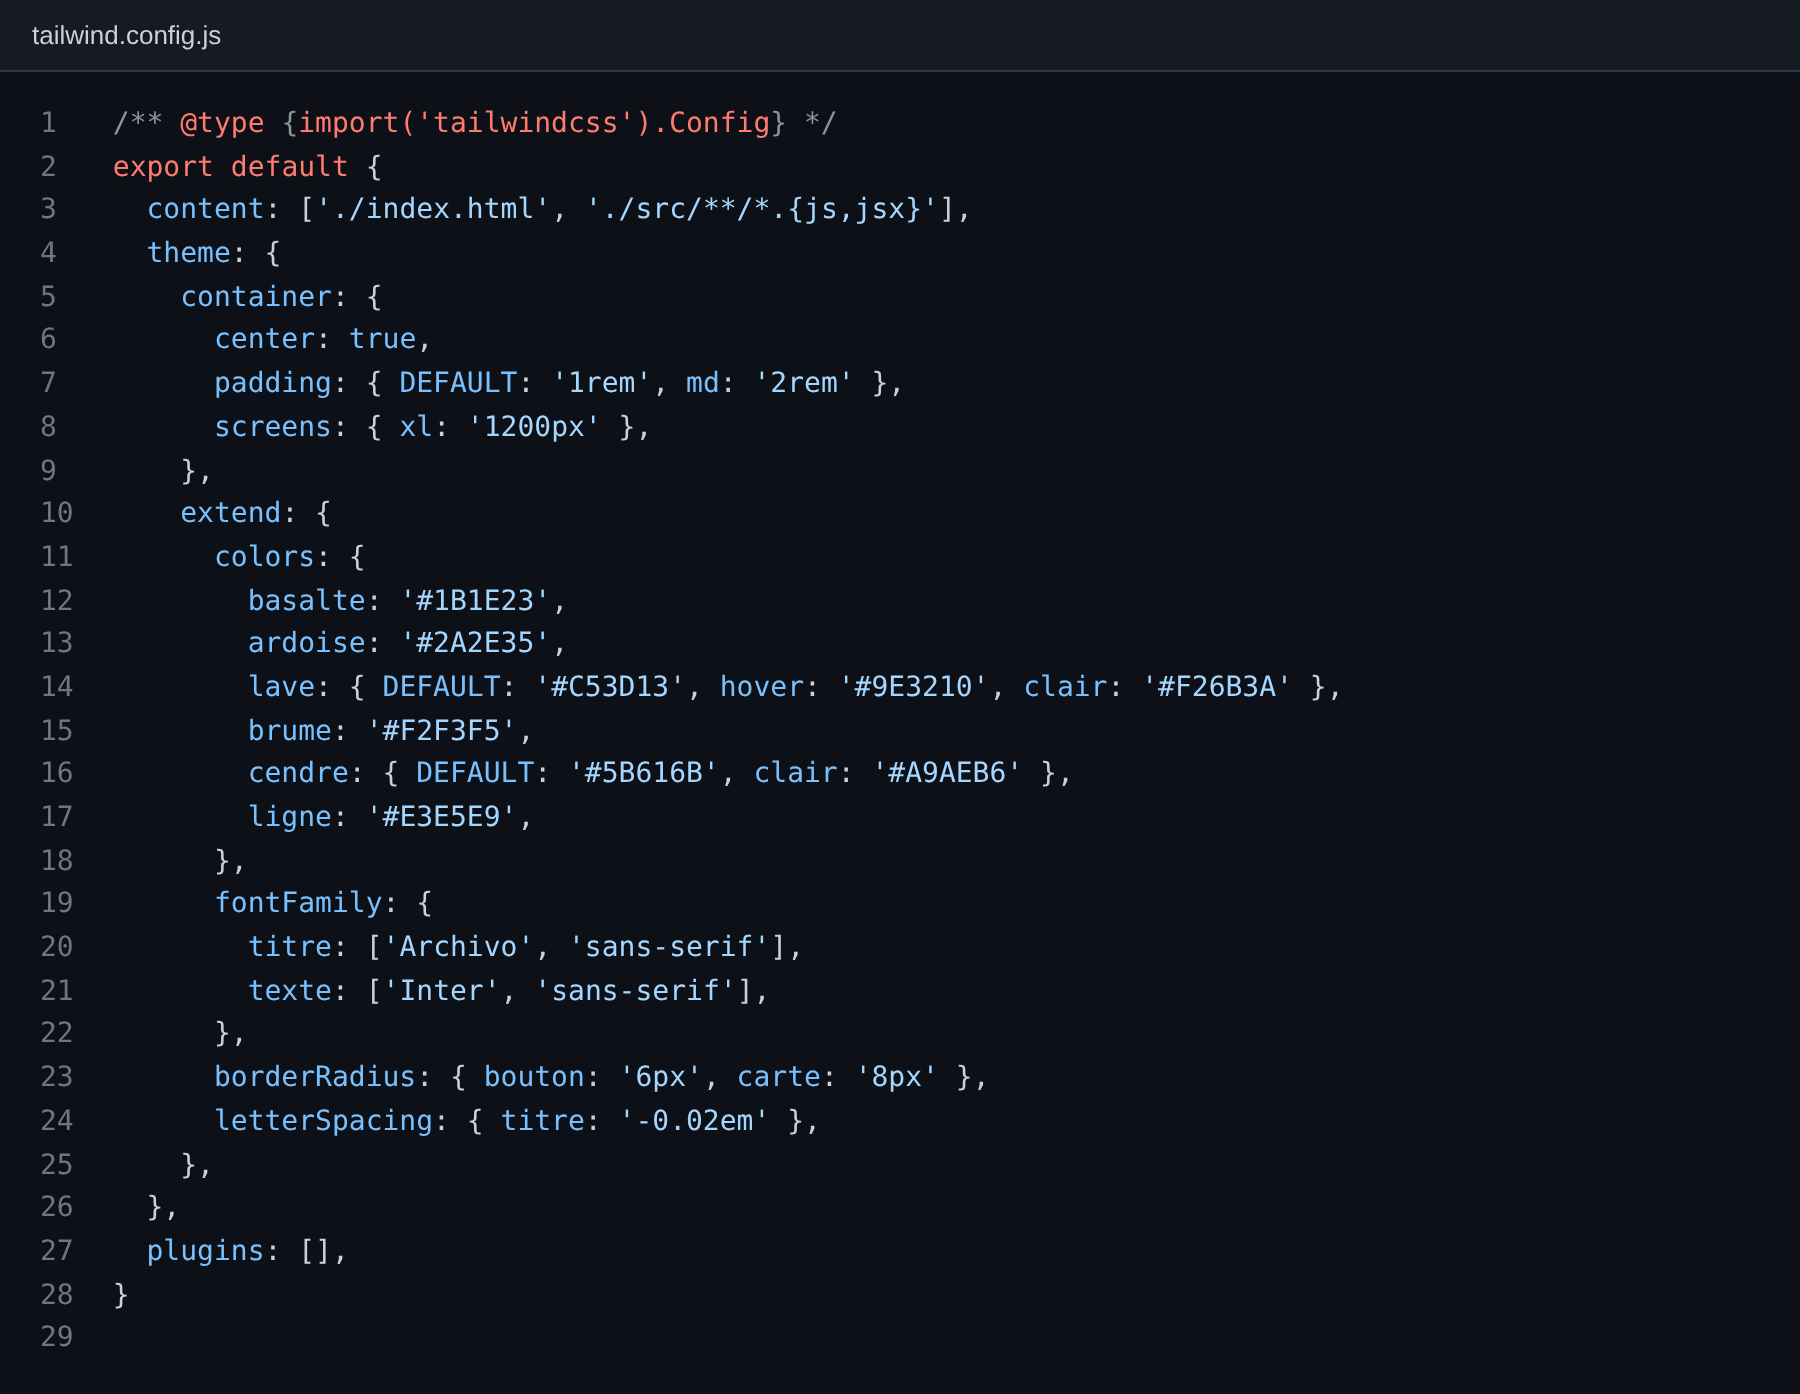 tailwind.config.js
1 /** @type {import('tailwindcss').Config} */
2 export default {
3   content: ['./index.html', './src/**/*.{js,jsx}'],
4   theme: {
5     container: {
6       center: true,
7       padding: { DEFAULT: '1rem', md: '2rem' },
8       screens: { xl: '1200px' },
9     },
10     extend: {
11       colors: {
12         basalte: '#1B1E23',
13         ardoise: '#2A2E35',
14         lave: { DEFAULT: '#C53D13', hover: '#9E3210', clair: '#F26B3A' },
15         brume: '#F2F3F5',
16         cendre: { DEFAULT: '#5B616B', clair: '#A9AEB6' },
17         ligne: '#E3E5E9',
18       },
19       fontFamily: {
20         titre: ['Archivo', 'sans-serif'],
21         texte: ['Inter', 'sans-serif'],
22       },
23       borderRadius: { bouton: '6px', carte: '8px' },
24       letterSpacing: { titre: '-0.02em' },
25     },
26   },
27   plugins: [],
28 }
29